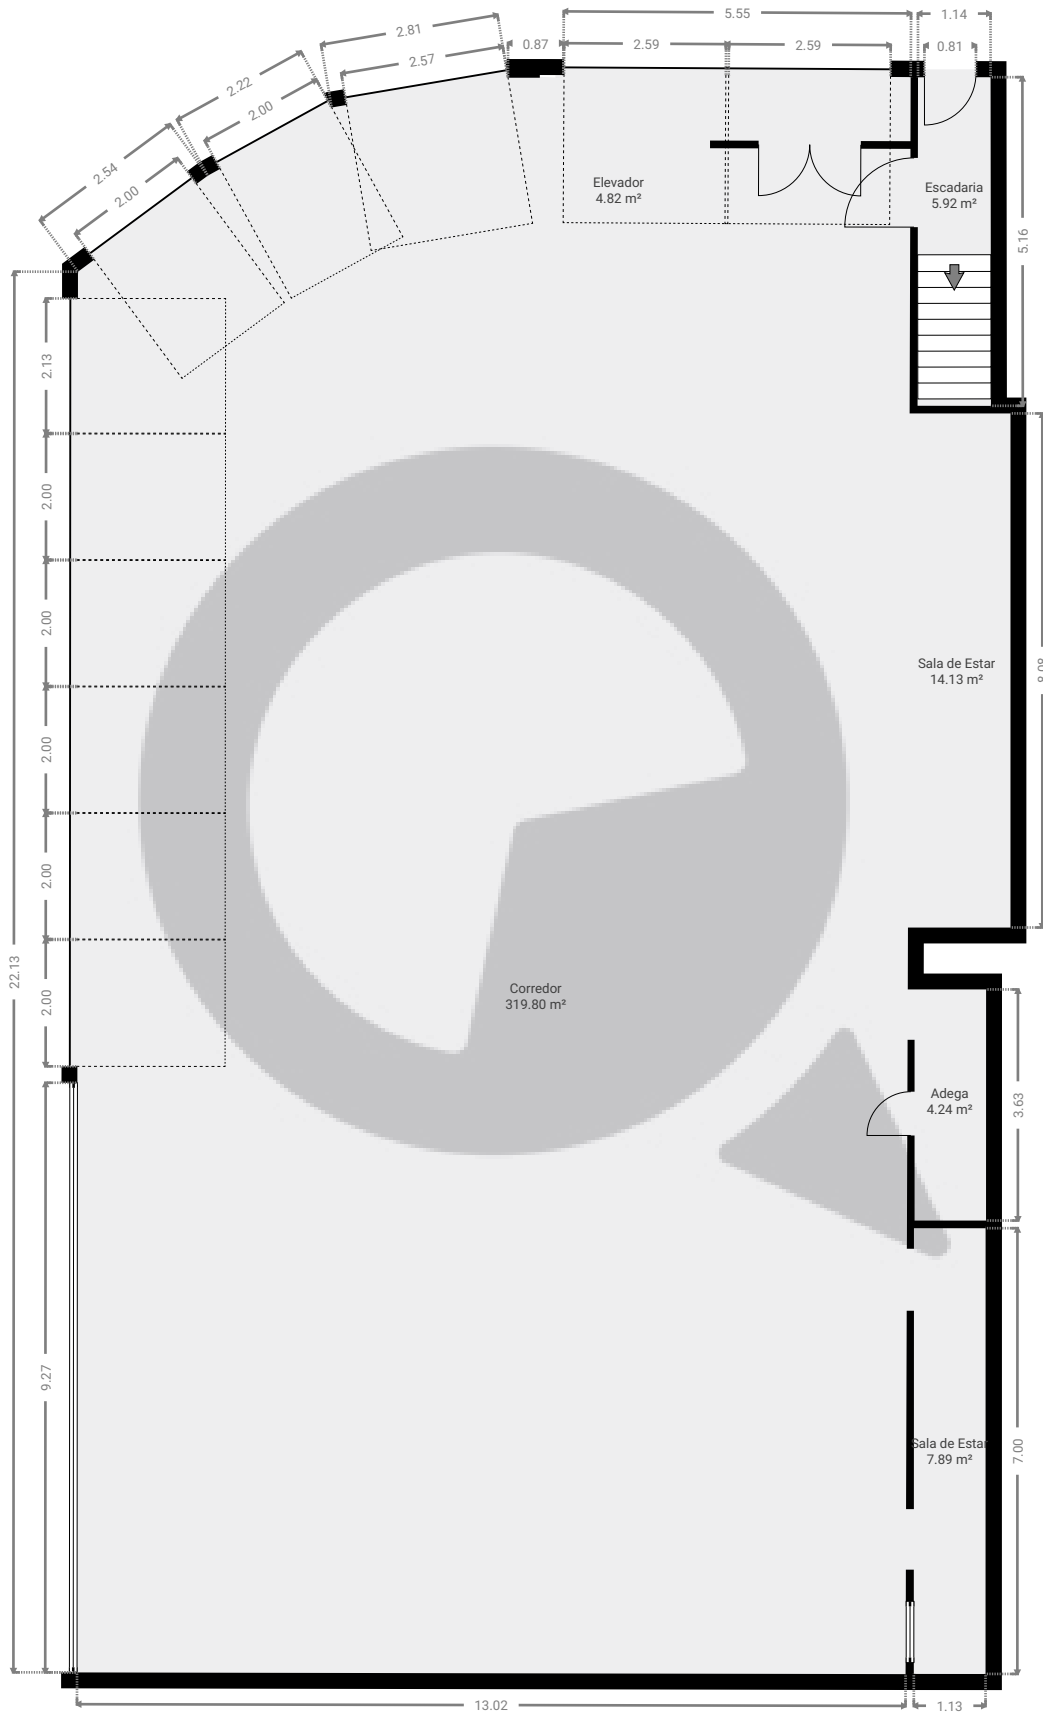 5.55
1.14
2.81
0.87
2.59
2.59
0.81
2.57
2.22
2.00
2.54
2.00
Elevador
4.82 m²
Escadaria
5.92 m²
5.16
2.13
2.00
2.00
Sala de Estar
14.13 m²
2.00
2.00
22.13
Corredor
319.80 m²
2.00
Adega
4.24 m²
3.63
9.27
Sala de Estar
7.89 m²
7.00
13.02
1.13